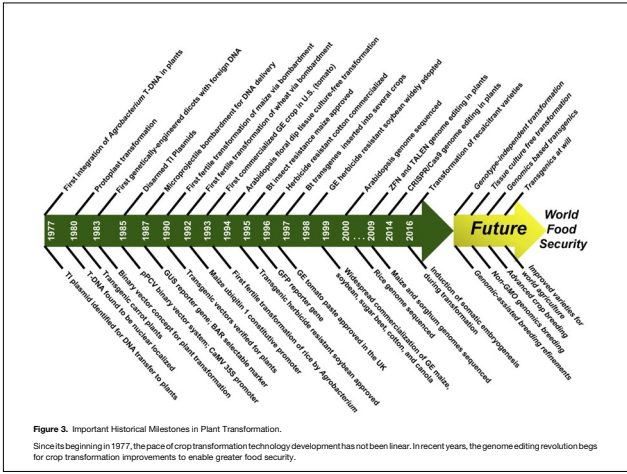 First integration of Agrobacterium T-DNA in plants
Protoplast transformation
First genetically-engineered dicots with foreign DNA
Disarmed TI Plasmids
Microprojectile bombardment for DNA delivery
First fertile transformation of maize via bombardment
First fertile transformation of wheat via bombardment
First commercialized GE crop in U.S. (tomato)
Arabidopsis floral dip tissue culture-free transformation
Bt insect resistance maize approved
Herbicide resistant cotton commercialized
Bt transgenes inserted into several crops
GE herbicide resistant soybean widely adopted
Arabidopsis genome sequenced
ZFN and TALEN genome editing in plants
CRISPR/Cas9 genome editing in plants
Transformation of recalcitrant varieties
Genotype-independent transformation
Tissue culture free transformation
Genomics based transgenics
Transgenics at will
1977
1980
1983
1985
1987
1990
1992
1993
1994
1995
1996
1997
1998
1999
2000
...
2009
2014
2016
Future
World
Food
Security
TI plasmid identified for DNA transfer to plants
T-DNA found to be nuclear localized
Transgenic carrot plants
Binary vector concept for plant transformation
pPCV binary vector system; CaMV 35S promoter
GUS reporter gene; BAR selectable marker
Transgenic vectors verified for plants
Maize ubiqitin 1 constitutive promoter
First fertile transformation of rice by Agrobacterium
Transgenic herbicide resistant soybean approved
GFP reporter gene
GE tomato paste approved in the UK
Widespread commercialization of GE maize,
soybean, sugar beet, cotton, and canola
Rice genome sequenced
Maize and sorghum genomes sequenced
Induction of somatic embryogenesis
during transformation
Genomic-assisted breeding refinements
Non-GMO genomics breeding
Advanced crop breeding
Improved varieties for
world agriculture
Figure 3. Important Historical Milestones in Plant Transformation.
Since its beginning in 1977, the pace of crop transformation technology development has not been linear. In recent years, the genome editing revolution begs
for crop transformation improvements to enable greater food security.